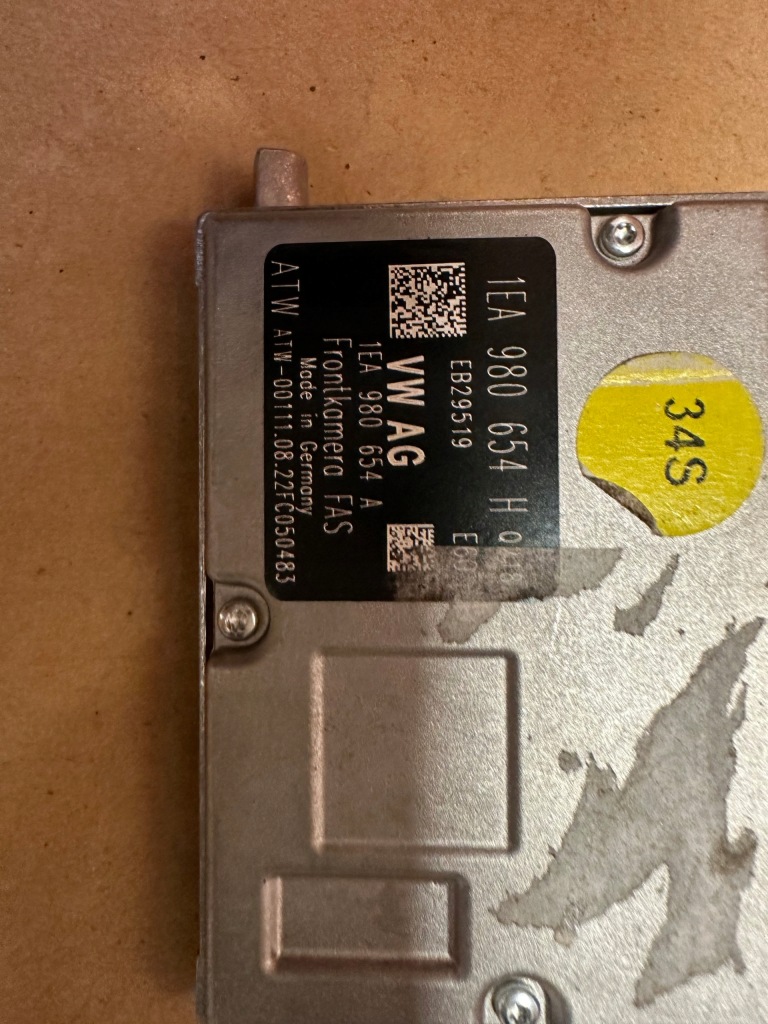 1EA 980 654 H
EB29519
VW AG
1EA 980 654 A
Frontkamera FAS
Made in Germany
ATW ATW-00111.08.22FC050483
34S